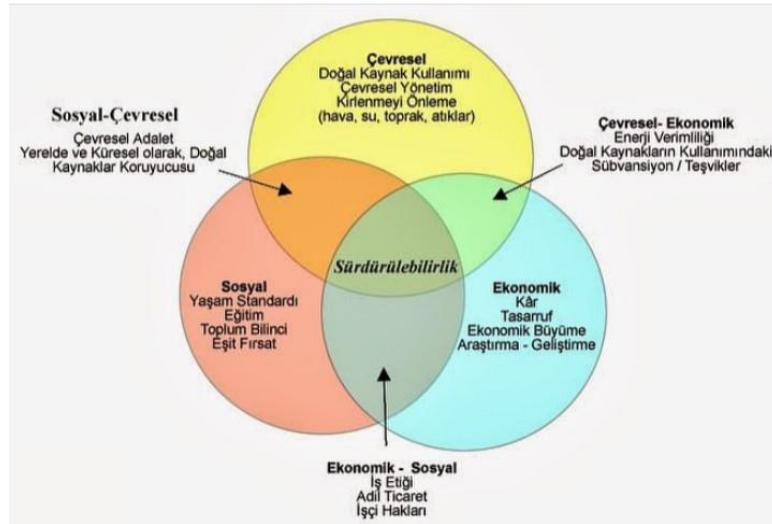 Çevresel
Doğal Kaynak Kullanımı
Çevresel Yönetim
Kirlenmeyi Önleme
(hava, su, toprak, atıklar)
Sosyal-Çevresel
Çevresel Adalet
Yerelde ve Küresel olarak, Doğal
Kaynaklar Koruyucusu
Çevresel- Ekonomik
Enerji Verimliliği
Doğal Kaynakların Kullanımındaki
Sübvansiyon / Teşvikler
Sürdürülebilirlik
Sosyal
Yaşam Standardı
Eğitim
Toplum Bilinci
Eşit Fırsat
Ekonomik
Kâr
Tasarruf
Ekonomik Büyüme
Araştırma - Geliştirme
Ekonomik - Sosyal
İş Etiği
Adil Ticaret
İşçi Hakları